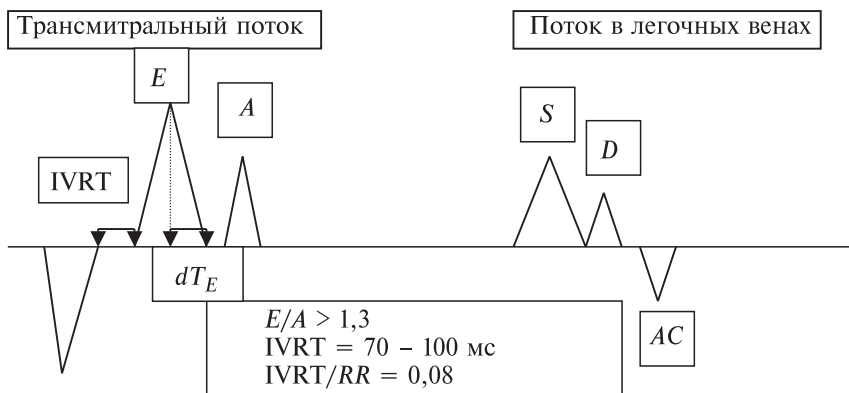 Трансмитральный поток
Поток в легочных венах
E
A
S
D
IVRT
dT_E
AC
E/A > 1,3
IVRT = 70 – 100 мс
IVRT/RR = 0,08